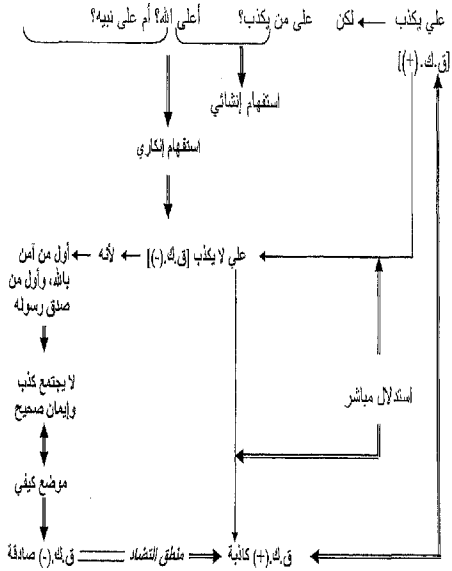 علي يكذب ← لكن على من يكذب؟ أعلى الله؟ أم على نبيه؟
[ق.ك.(+)]
استفهام إنشائي
استفهام إنكاري
علي لا يكذب [ق.ك.(-)] ← لأنه ← أول من آمن
بالله، وأول من
صدق رسوله
لا يجتمع كذب
وإيمان صحيح
استدلال مباشر
موضع كيفي
ق.ك.(-) صادقة منطق التضاد ق.ك.(+) كاذبة